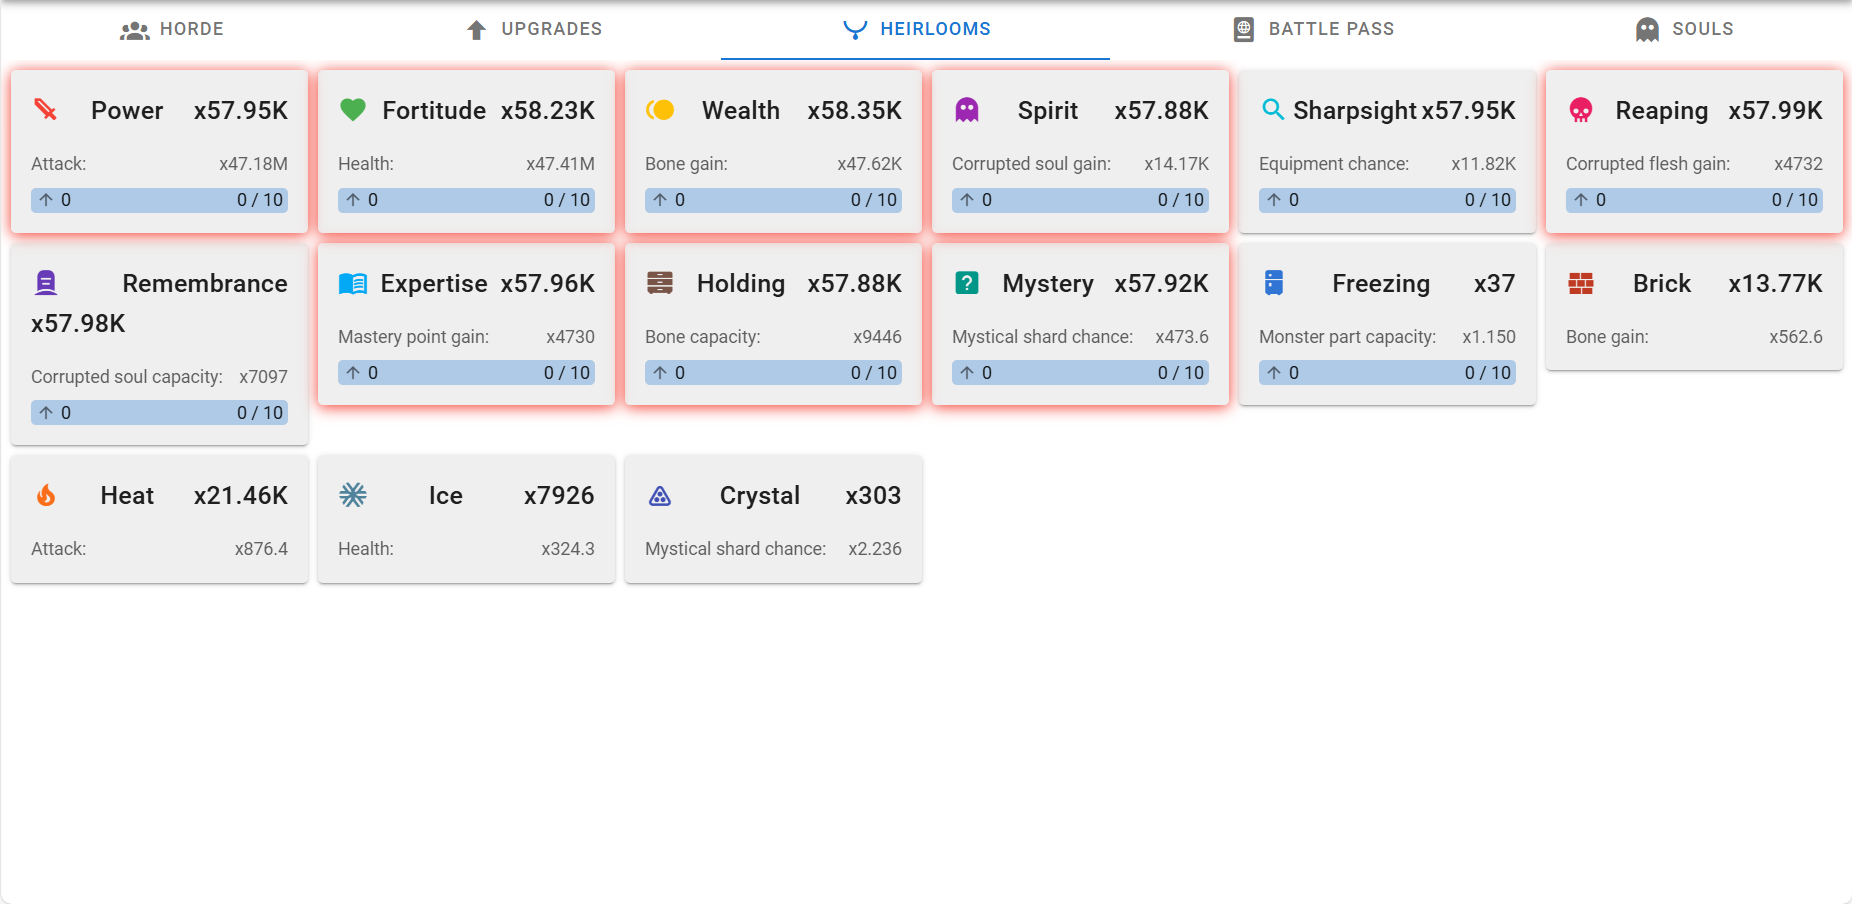 HORDE UPGRADES HEIRLOOMS BATTLE PASS SOULS
Power x57.95K
Attack: x47.18M
0 0 / 10
Fortitude x58.23K
Health: x47.41M
0 0 / 10
Wealth x58.35K
Bone gain: x47.62K
0 0 / 10
Spirit x57.88K
Corrupted soul gain: x14.17K
0 0 / 10
Sharpsight x57.95K
Equipment chance: x11.82K
0 0 / 10
Reaping x57.99K
Corrupted flesh gain: x4732
0 0 / 10
Remembrance
x57.98K
Corrupted soul capacity: x7097
0 0 / 10
Expertise x57.96K
Mastery point gain: x4730
0 0 / 10
Holding x57.88K
Bone capacity: x9446
0 0 / 10
Mystery x57.92K
Mystical shard chance: x473.6
0 0 / 10
Freezing x37
Monster part capacity: x1.150
0 0 / 10
Brick x13.77K
Bone gain: x562.6
Heat x21.46K
Attack: x876.4
Ice x7926
Health: x324.3
Crystal x303
Mystical shard chance: x2.236